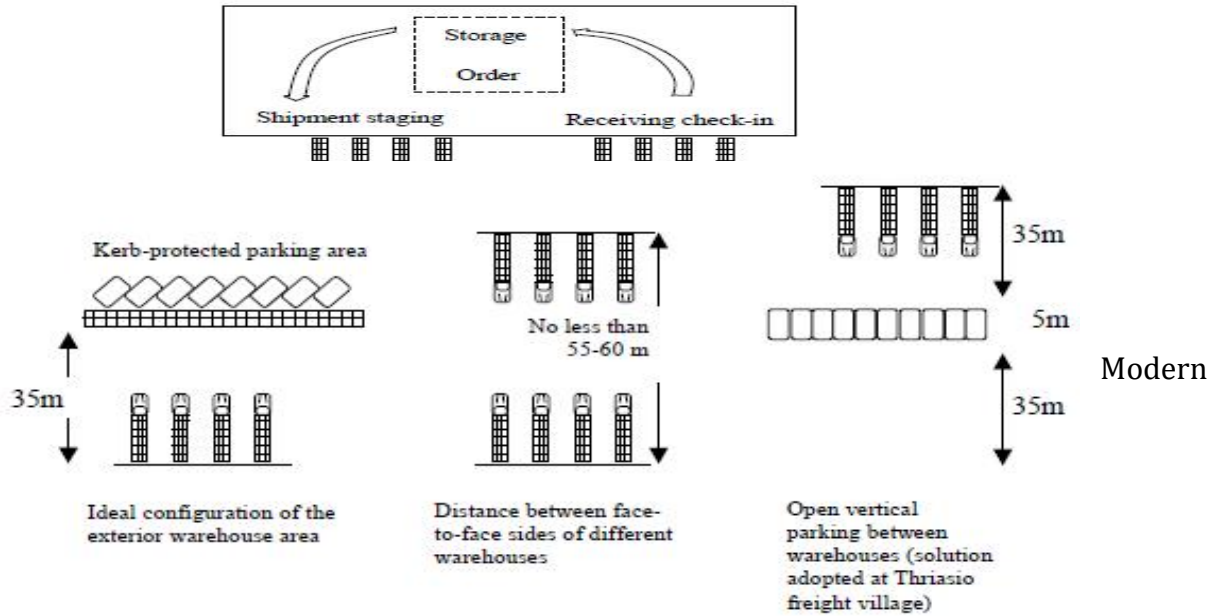 Storage
Order
Shipment staging
Receiving check-in
Kerb-protected parking area
35m
No less than
55-60 m
35m
5m
35m
Modern
Ideal configuration of the
exterior warehouse area
Distance between face-
to-face sides of different
warehouses
Open vertical
parking between
warehouses (solution
adopted at Thriasio
freight village)